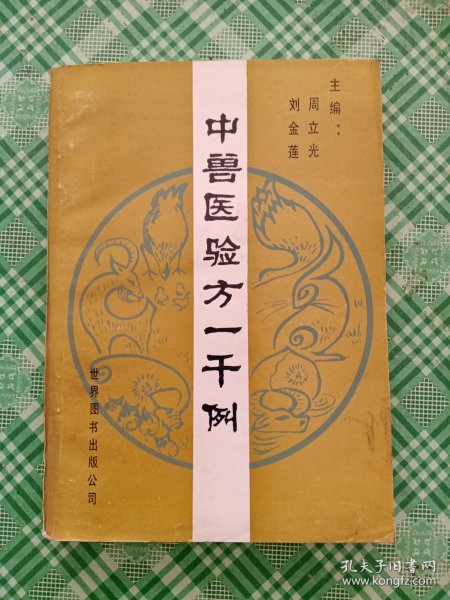 主编：
周立光
刘金莲
中兽医验方一千例
世界图书出版公司
孔夫子旧书网
www.kongfz.com